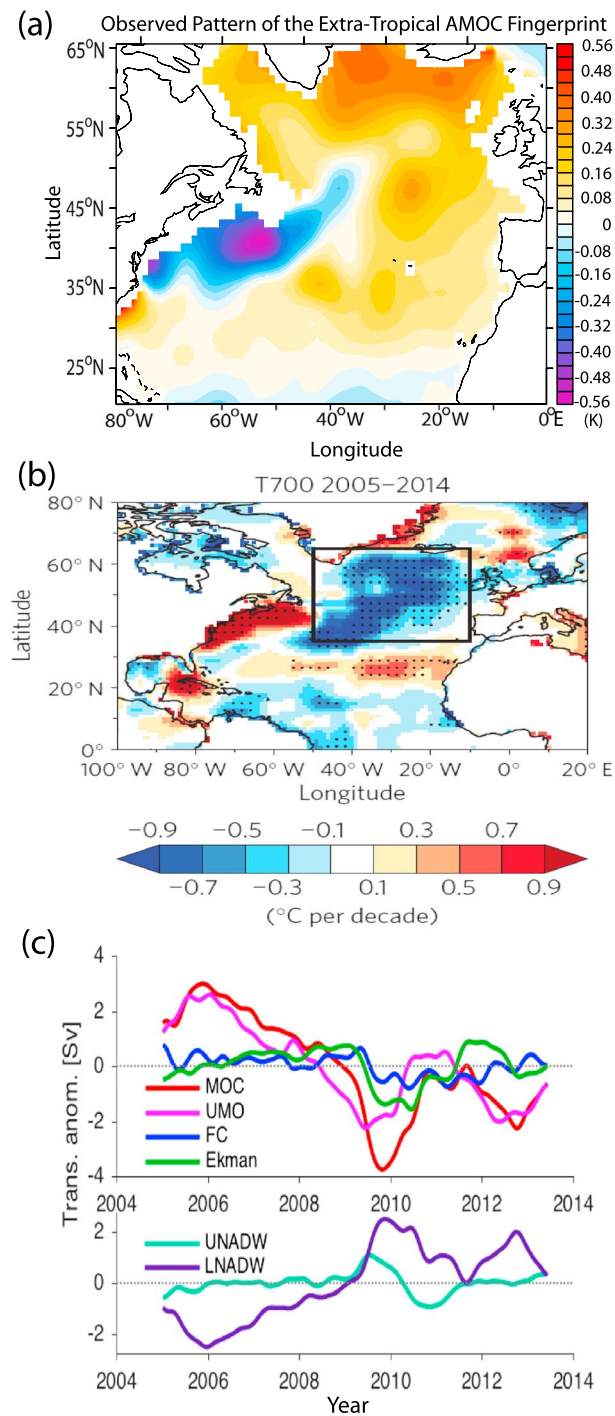 (a) Observed Pattern of the Extra-Tropical AMOC Fingerprint
65°N
55°N
45°N
35°N
25°N
Latitude
80°W 60°W 40°W 20°W 0°E
Longitude
0.56
0.48
0.40
0.32
0.24
0.16
0.08
0
-0.08
-0.16
-0.24
-0.32
-0.40
-0.48
-0.56
(K)
(b)
T700 2005–2014
80° N
60° N
40° N
20° N
0°
Latitude
100° W 80° W 60° W 40° W 20° W 0° 20° E
Longitude
−0.9 −0.5 −0.1 0.3 0.7
−0.7 −0.3 0.1 0.5 0.9
(°C per decade)
(c)
Trans. anom. [Sv]
4
2
0
-2
-4
MOC
UMO
FC
Ekman
2004 2006 2008 2010 2012 2014
2
0
-2
UNADW
LNADW
2004 2006 2008 2010 2012 2014
Year